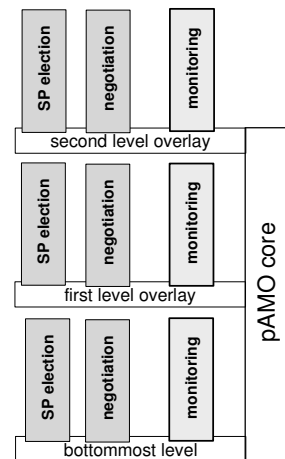 SP election
negotiation
monitoring
second level overlay
SP election
negotiation
monitoring
first level overlay
SP election
negotiation
monitoring
bottommost level
pAMO core